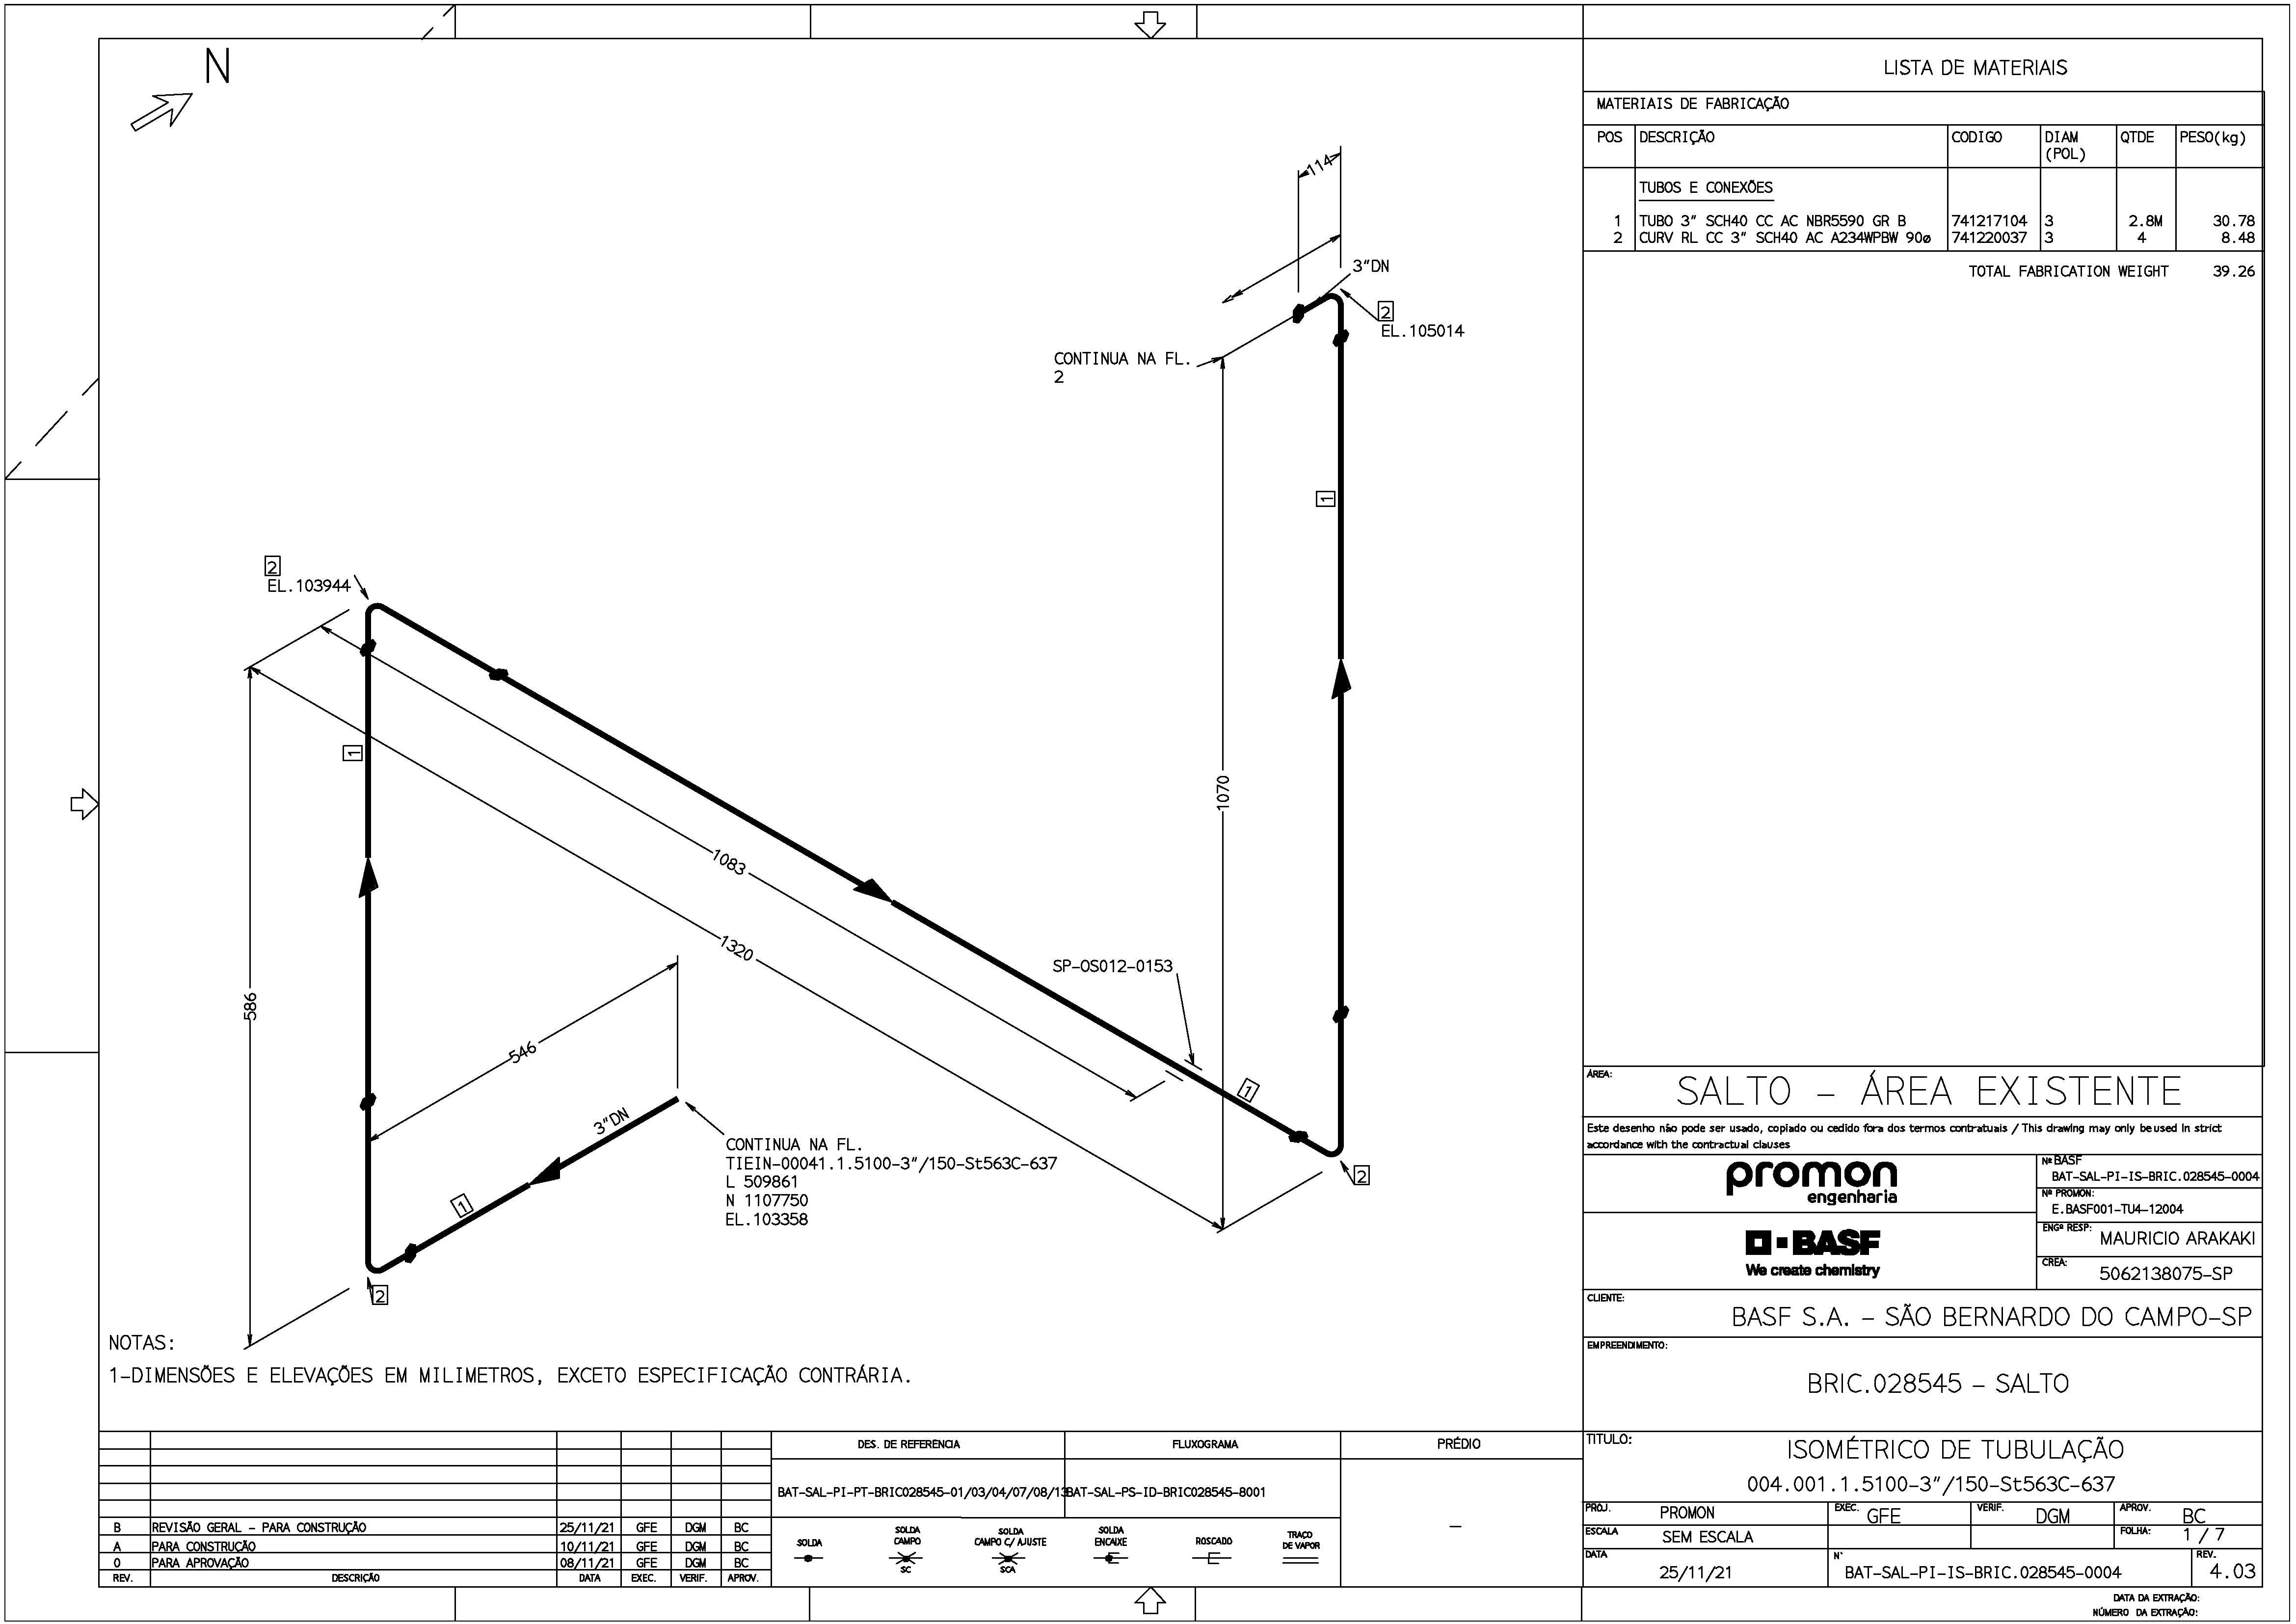 N
114
3"DN
2
EL.105014
CONTINUA NA FL.
2
1
2
EL.103944
1
1070
1083
1320
SP-OS012-0153
586
546
1
3"DN
CONTINUA NA FL.
TIEIN-00041.1.5100-3"/150-St563C-637
L 509861
N 1107750
EL.103358
2
1
2
NOTAS:
1-DIMENSÕES E ELEVAÇÕES EM MILIMETROS, EXCETO ESPECIFICAÇÃO CONTRÁRIA.
LISTA DE MATERIAIS
MATERIAIS DE FABRICAÇÃO
POS DESCRIÇÃO CODIGO DIAM (POL) QTDE PESO(kg)
TUBOS E CONEXÕES
1 TUBO 3" SCH40 CC AC NBR5590 GR B 741217104 3 2.8M 30.78
2 CURV RL CC 3" SCH40 AC A234WPBW 90ø 741220037 3 4 8.48
TOTAL FABRICATION WEIGHT 39.26
ÁREA:
SALTO - ÁREA EXISTENTE
Este desenho não pode ser usado, copiado ou cedido fora dos termos contratuais / This drawing may only be used in strict
accordance with the contractual clauses
promon
engenharia
Nº BASF
BAT-SAL-PI-IS-BRIC.028545-0004
Nº PROMON:
E.BASF001-TU4-12004
BASF
We create chemistry
ENGº RESP:
MAURICIO ARAKAKI
CREA:
5062138075-SP
CLIENTE:
BASF S.A. - SÃO BERNARDO DO CAMPO-SP
EMPREENDIMENTO:
BRIC.028545 - SALTO
TITULO:
ISOMÉTRICO DE TUBULAÇÃO
004.001.1.5100-3"/150-St563C-637
PROJ. PROMON EXEC. GFE VERIF. DGM APROV. BC
ESCALA SEM ESCALA FOLHA: 1 / 7
DATA 25/11/21 N° BAT-SAL-PI-IS-BRIC.028545-0004 REV. 4.03
DATA DA EXTRAÇÃO:
NÚMERO DA EXTRAÇÃO:
DES. DE REFERÊNCIA FLUXOGRAMA PRÉDIO
BAT-SAL-PI-PT-BRIC028545-01/03/04/07/08/13 BAT-SAL-PS-ID-BRIC028545-8001 -
B REVISÃO GERAL - PARA CONSTRUÇÃO 25/11/21 GFE DGM BC
A PARA CONSTRUÇÃO 10/11/21 GFE DGM BC
0 PARA APROVAÇÃO 08/11/21 GFE DGM BC
REV. DESCRIÇÃO DATA EXEC. VERIF. APROV.
SOLDA
SOLDA CAMPO
SC
SOLDA CAMPO C/ AJUSTE
SCA
SOLDA ENCAIXE
ROSCADO
TRAÇO DE VAPOR